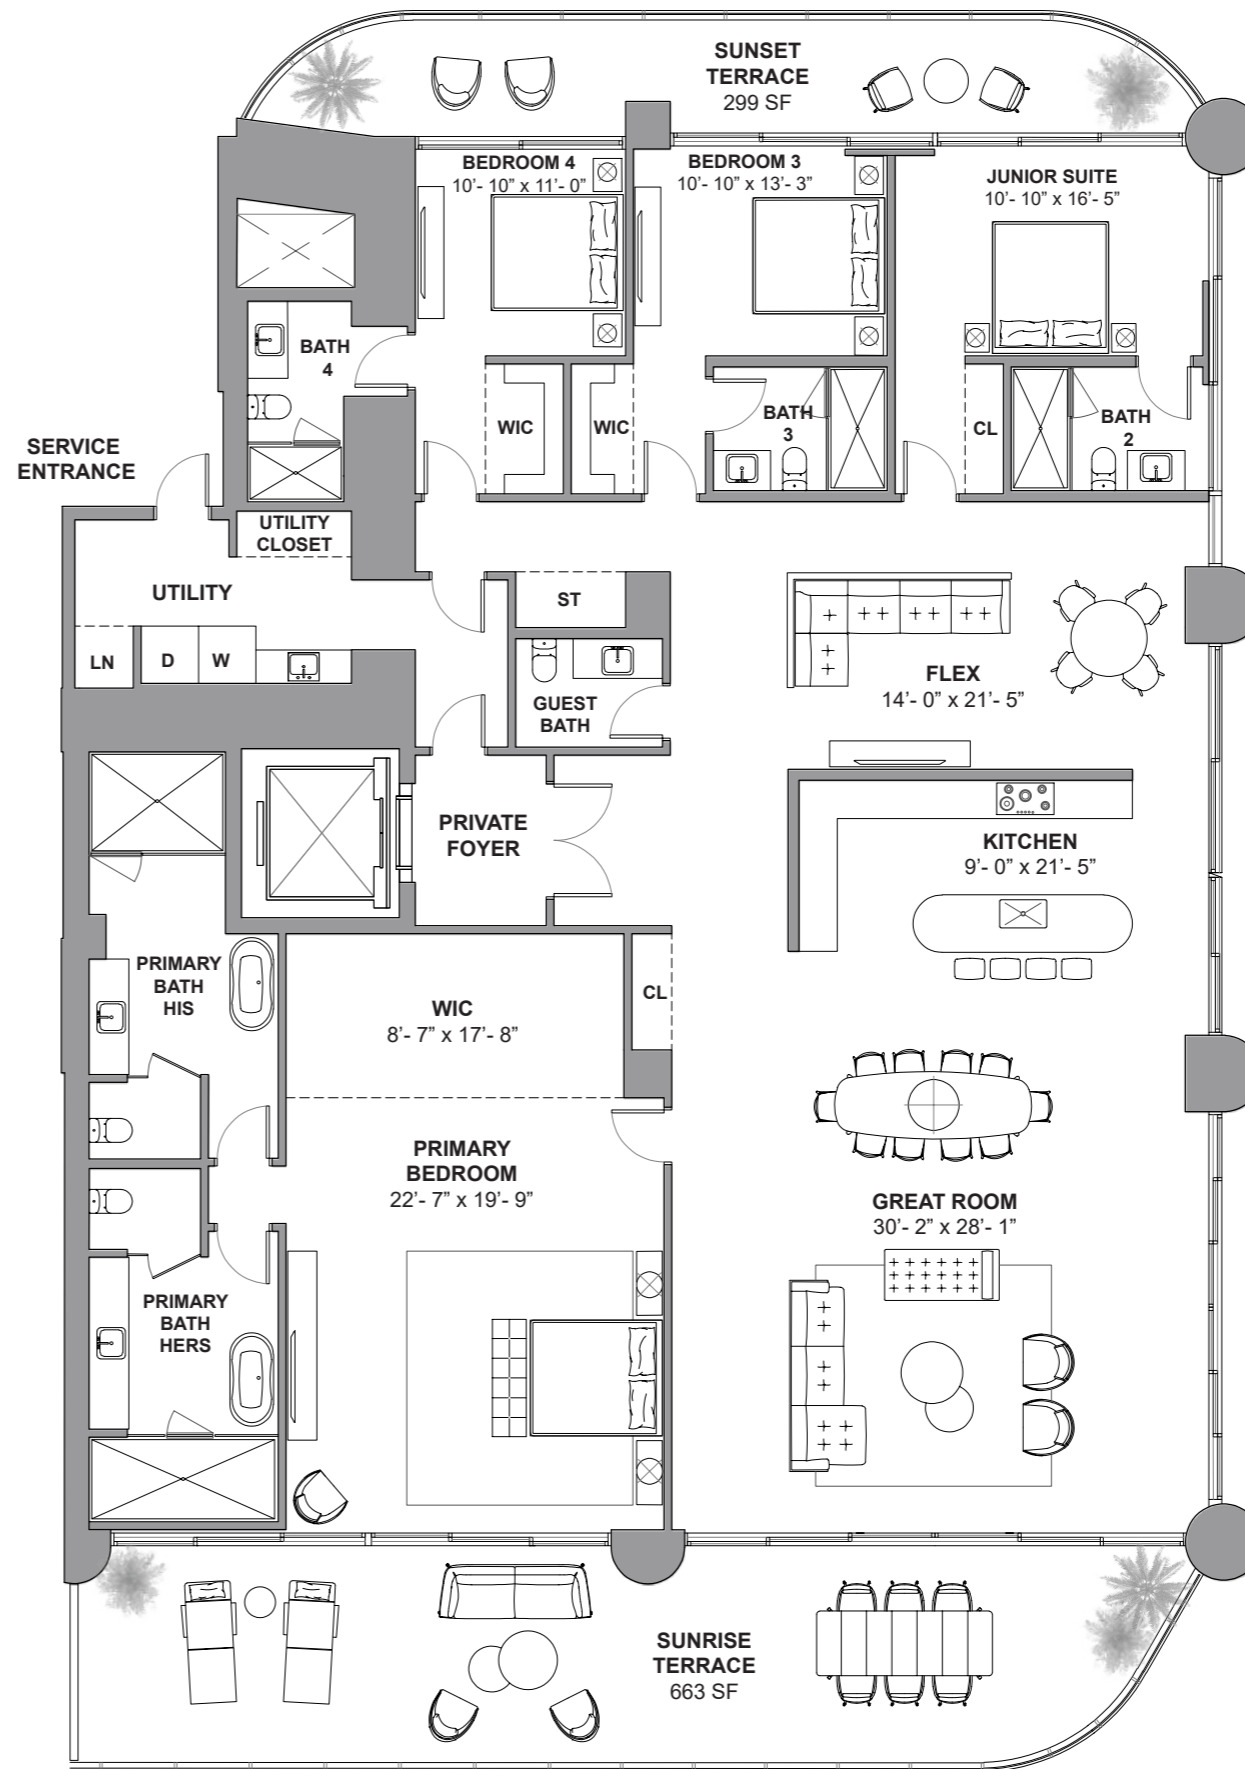 SUNSET
TERRACE
299 SF
BEDROOM 4
10'- 10” x 11'- 0”
BEDROOM 3
10'- 10” x 13'- 3”
JUNIOR SUITE
10'- 10” x 16'- 5”
BATH
4
WIC
WIC
BATH
3
CL
BATH
2
SERVICE
ENTRANCE
UTILITY
CLOSET
UTILITY
ST
LN
D
W
GUEST
BATH
FLEX
14'- 0” x 21'- 5”
PRIVATE
FOYER
KITCHEN
9'- 0” x 21'- 5”
PRIMARY
BATH
HIS
WIC
8'- 7” x 17'- 8”
CL
PRIMARY
BEDROOM
22'- 7” x 19'- 9”
GREAT ROOM
30'- 2” x 28'- 1”
PRIMARY
BATH
HERS
SUNRISE
TERRACE
663 SF